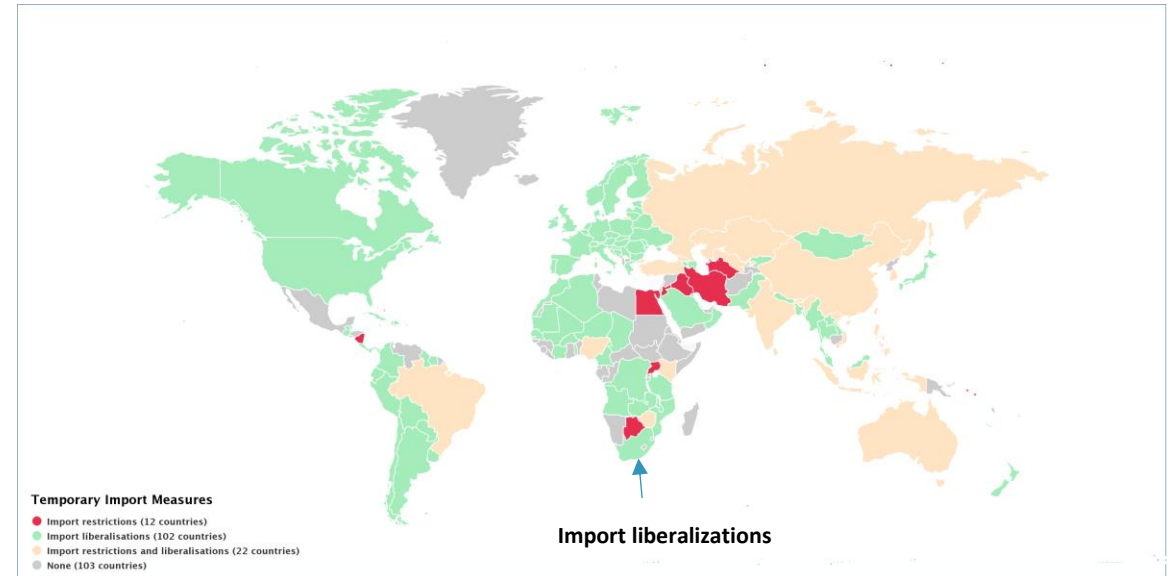 Import liberalizations
Temporary Import Measures
Import restrictions (12 countries)
Import liberalisations (102 countries)
Import restrictions and liberalisations (22 countries)
None (103 countries)